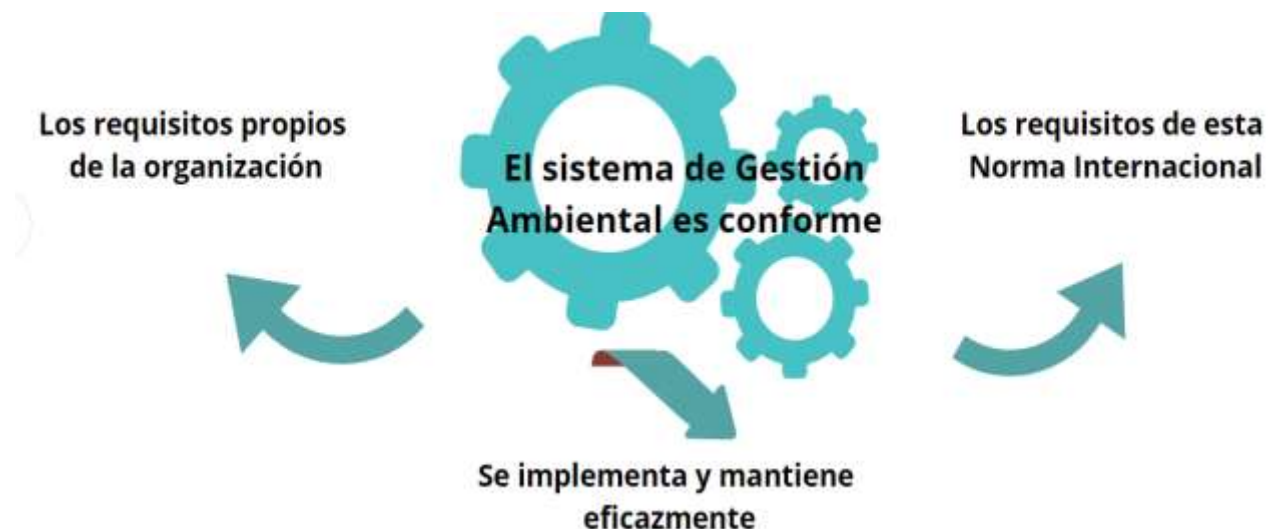 Los requisitos propios
de la organización
El sistema de Gestión
Ambiental es conforme
Los requisitos de esta
Norma Internacional
Se implementa y mantiene
eficazmente